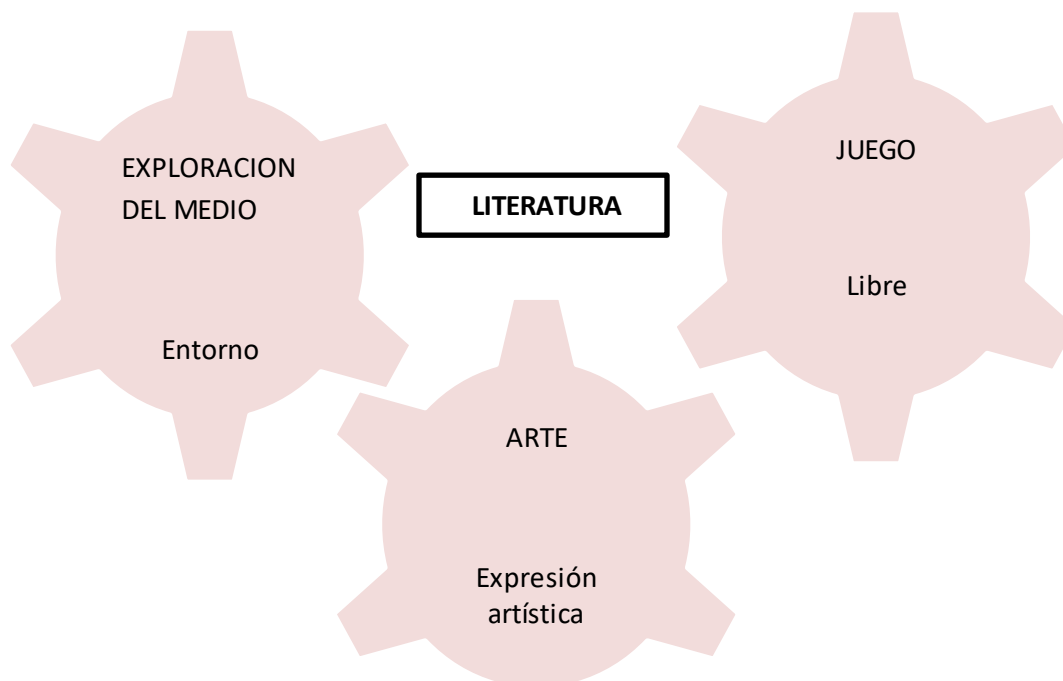 EXPLORACION
DEL MEDIO
Entorno
LITERATURA
JUEGO
Libre
ARTE
Expresión
artística